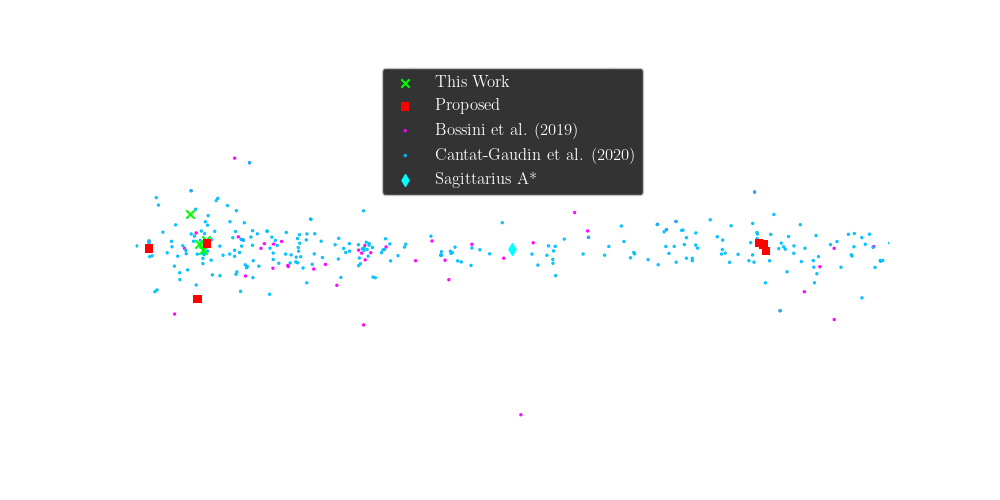 This Work
Proposed
Bossini et al. (2019)
Cantat-Gaudin et al. (2020)
Sagittarius A*